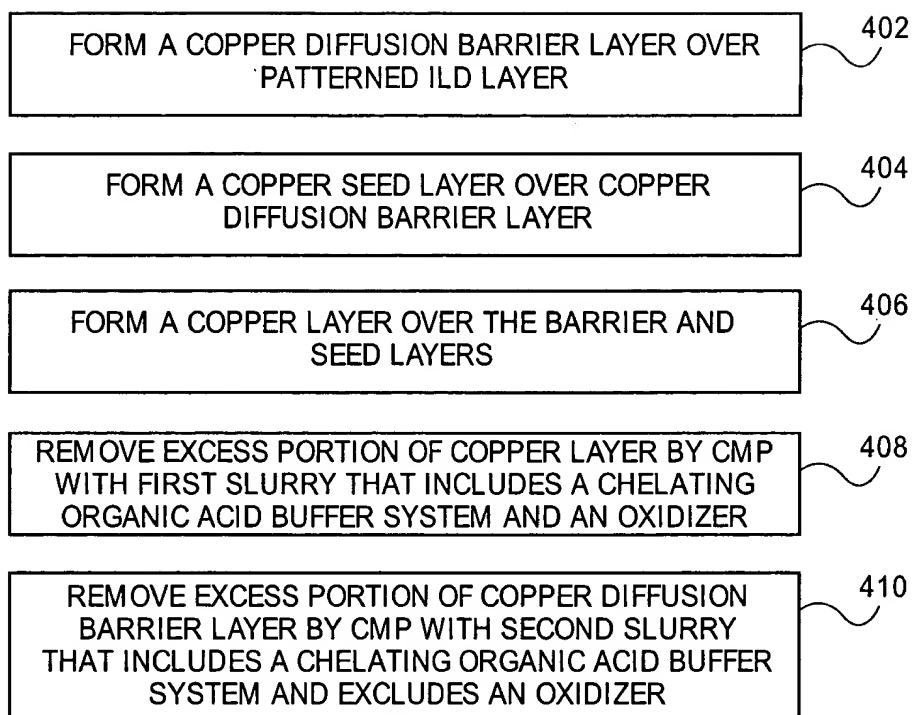 FORM A COPPER DIFFUSION BARRIER LAYER OVER
PATTERNED ILD LAYER
402
FORM A COPPER SEED LAYER OVER COPPER
DIFFUSION BARRIER LAYER
404
FORM A COPPER LAYER OVER THE BARRIER AND
SEED LAYERS
406
REMOVE EXCESS PORTION OF COPPER LAYER BY CMP
WITH FIRST SLURRY THAT INCLUDES A CHELATING
ORGANIC ACID BUFFER SYSTEM AND AN OXIDIZER
408
REMOVE EXCESS PORTION OF COPPER DIFFUSION
BARRIER LAYER BY CMP WITH SECOND SLURRY
THAT INCLUDES A CHELATING ORGANIC ACID BUFFER
SYSTEM AND EXCLUDES AN OXIDIZER
410